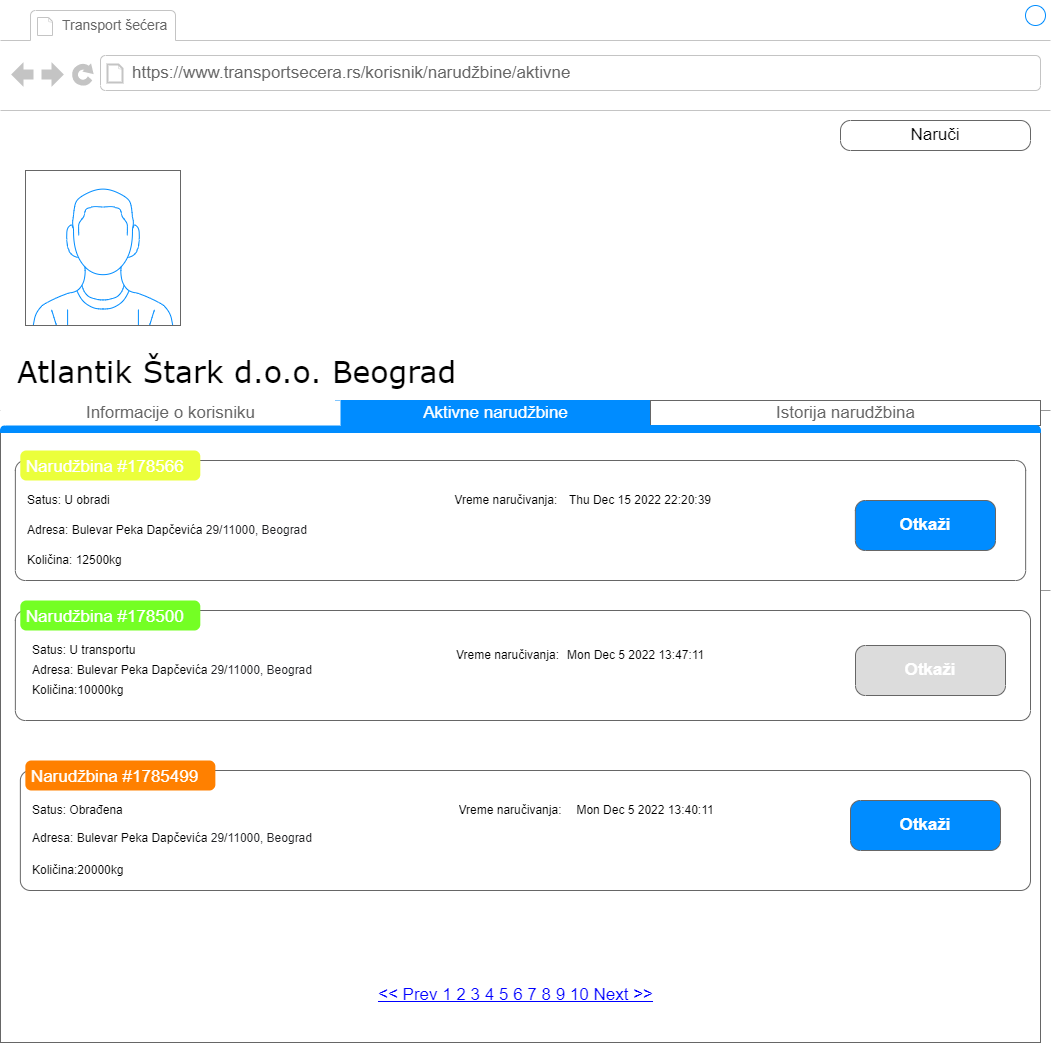 Transport šećera
https://www.transportsecera.rs/korisnik/narudžbine/aktivne
Naruči
Atlantik Štark d.o.o. Beograd
Informacije o korisniku
Aktivne narudžbine
Istorija narudžbina
Narudžbina #178566
Satus: U obradi
Vreme naručivanja: Thu Dec 15 2022 22:20:39
Otkaži
Adresa: Bulevar Peka Dapčevića 29/11000, Beograd
Količina: 12500kg
Narudžbina #178500
Satus: U transportu
Vreme naručivanja: Mon Dec 5 2022 13:47:11
Adresa: Bulevar Peka Dapčevića 29/11000, Beograd
Otkaži
Količina:10000kg
Narudžbina #1785499
Satus: Obrađena
Vreme naručivanja: Mon Dec 5 2022 13:40:11
Otkaži
Adresa: Bulevar Peka Dapčevića 29/11000, Beograd
Količina:20000kg
<< Prev 1 2 3 4 5 6 7 8 9 10 Next >>